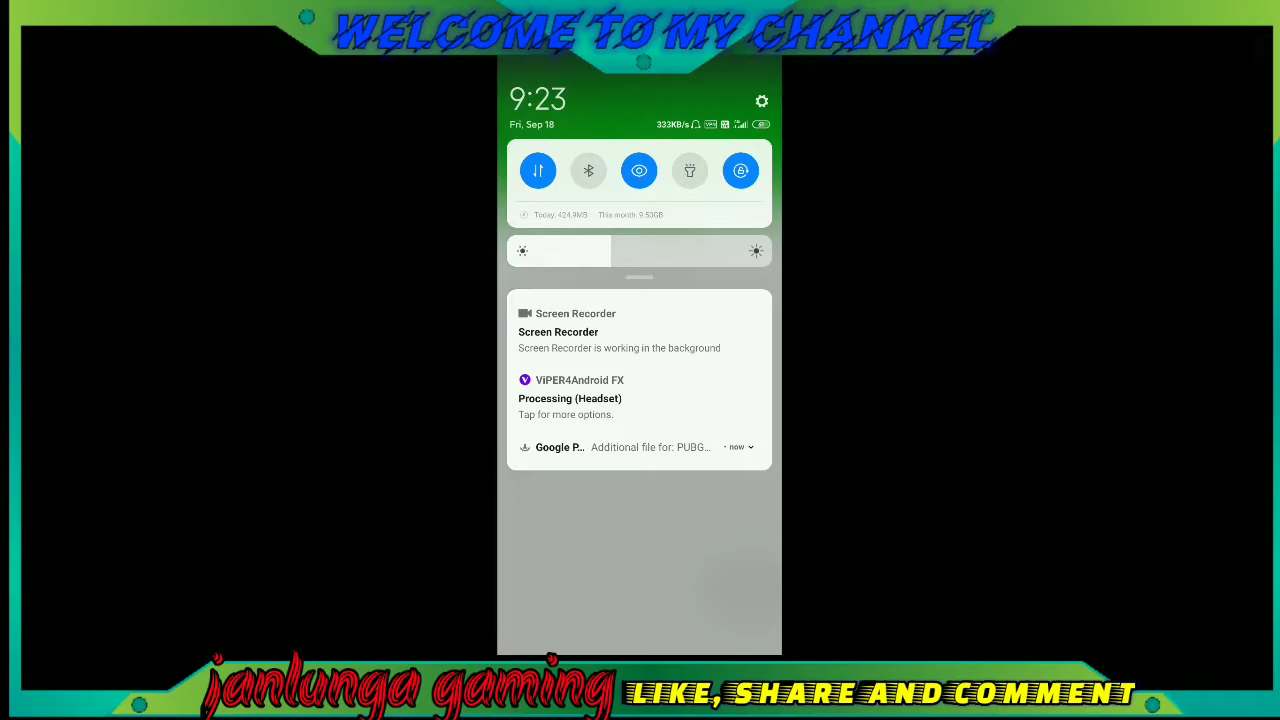 WELCOME TO MY CHANNEL
9:23
Fri, Sep 18
333KB/s VPN
Today: 424.9MB This month: 9.53GB
Screen Recorder
Screen Recorder
Screen Recorder is working in the background
ViPER4Android FX
Processing (Headset)
Tap for more options.
Google P... Additional file for: PUBG... • now
janlunga gaming LIKE, SHARE AND COMMENT